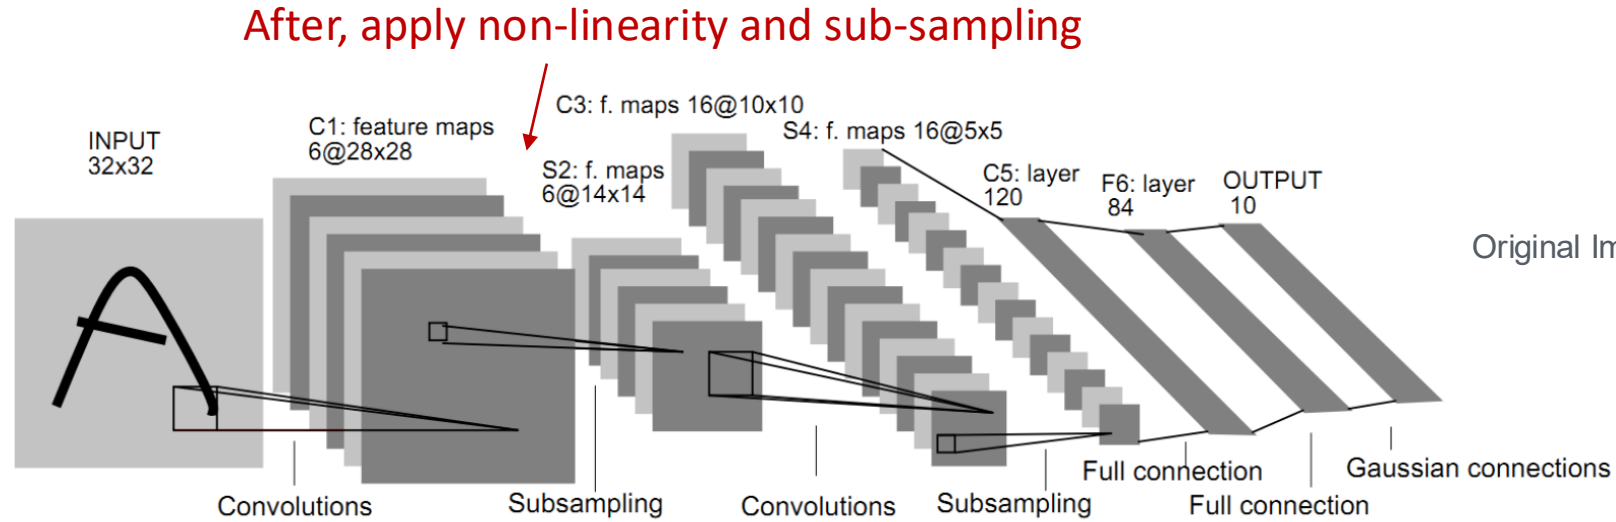 After, apply non-linearity and sub-sampling
INPUT
32x32
C1: feature maps
6@28x28
S2: f. maps
6@14x14
C3: f. maps 16@10x10
S4: f. maps 16@5x5
C5: layer
120
F6: layer
84
OUTPUT
10
Original
Convolutions
Subsampling
Convolutions
Subsampling
Full connection
Full connection
Gaussian connections